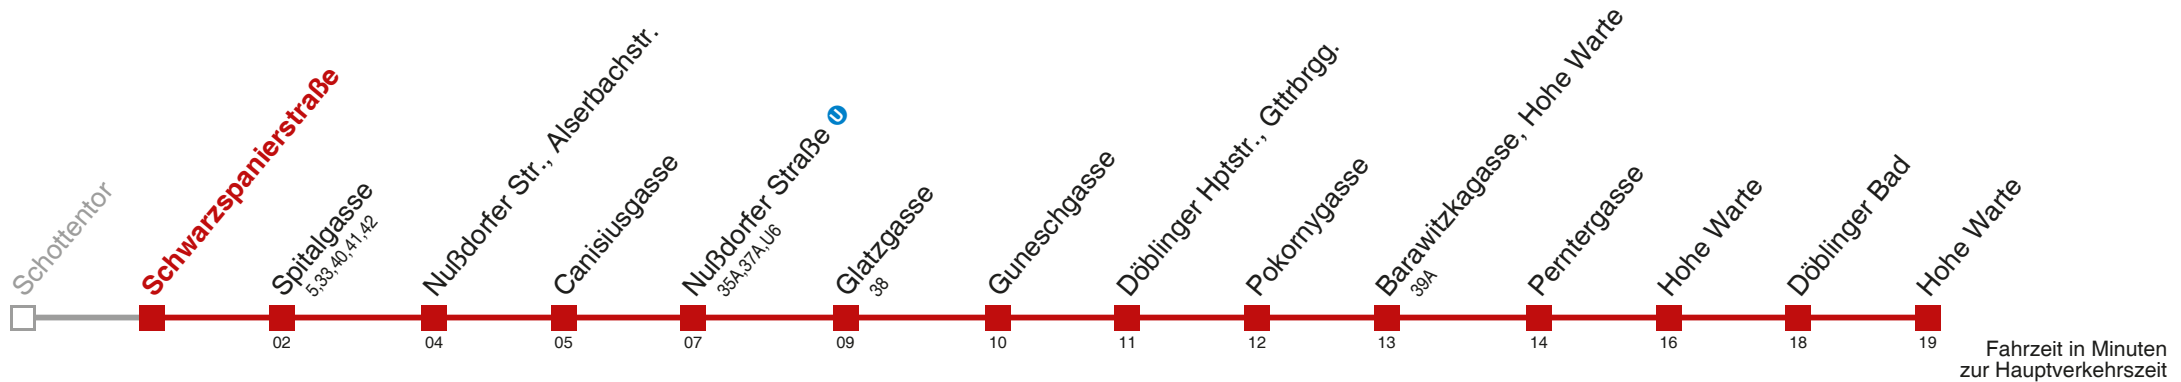 Schottentor
Schwarzspanierstraße
Spitalgasse
5,33,40,41,42
Nußdorfer Str., Alserbachstr.
Canisiusgasse
Nußdorfer Straße U
35A,37A,U6
Glatzgasse
38
Guneschgasse
Döblinger Hptstr., Gttrbrgg.
Pokornygasse
Barawitzkagasse, Hohe Warte
39A
Perntergasse
Hohe Warte
Döblinger Bad
Hohe Warte
02 04 05 07 09 10 11 12 13 14 16 18 19
Fahrzeit in Minuten
zur Hauptverkehrszeit